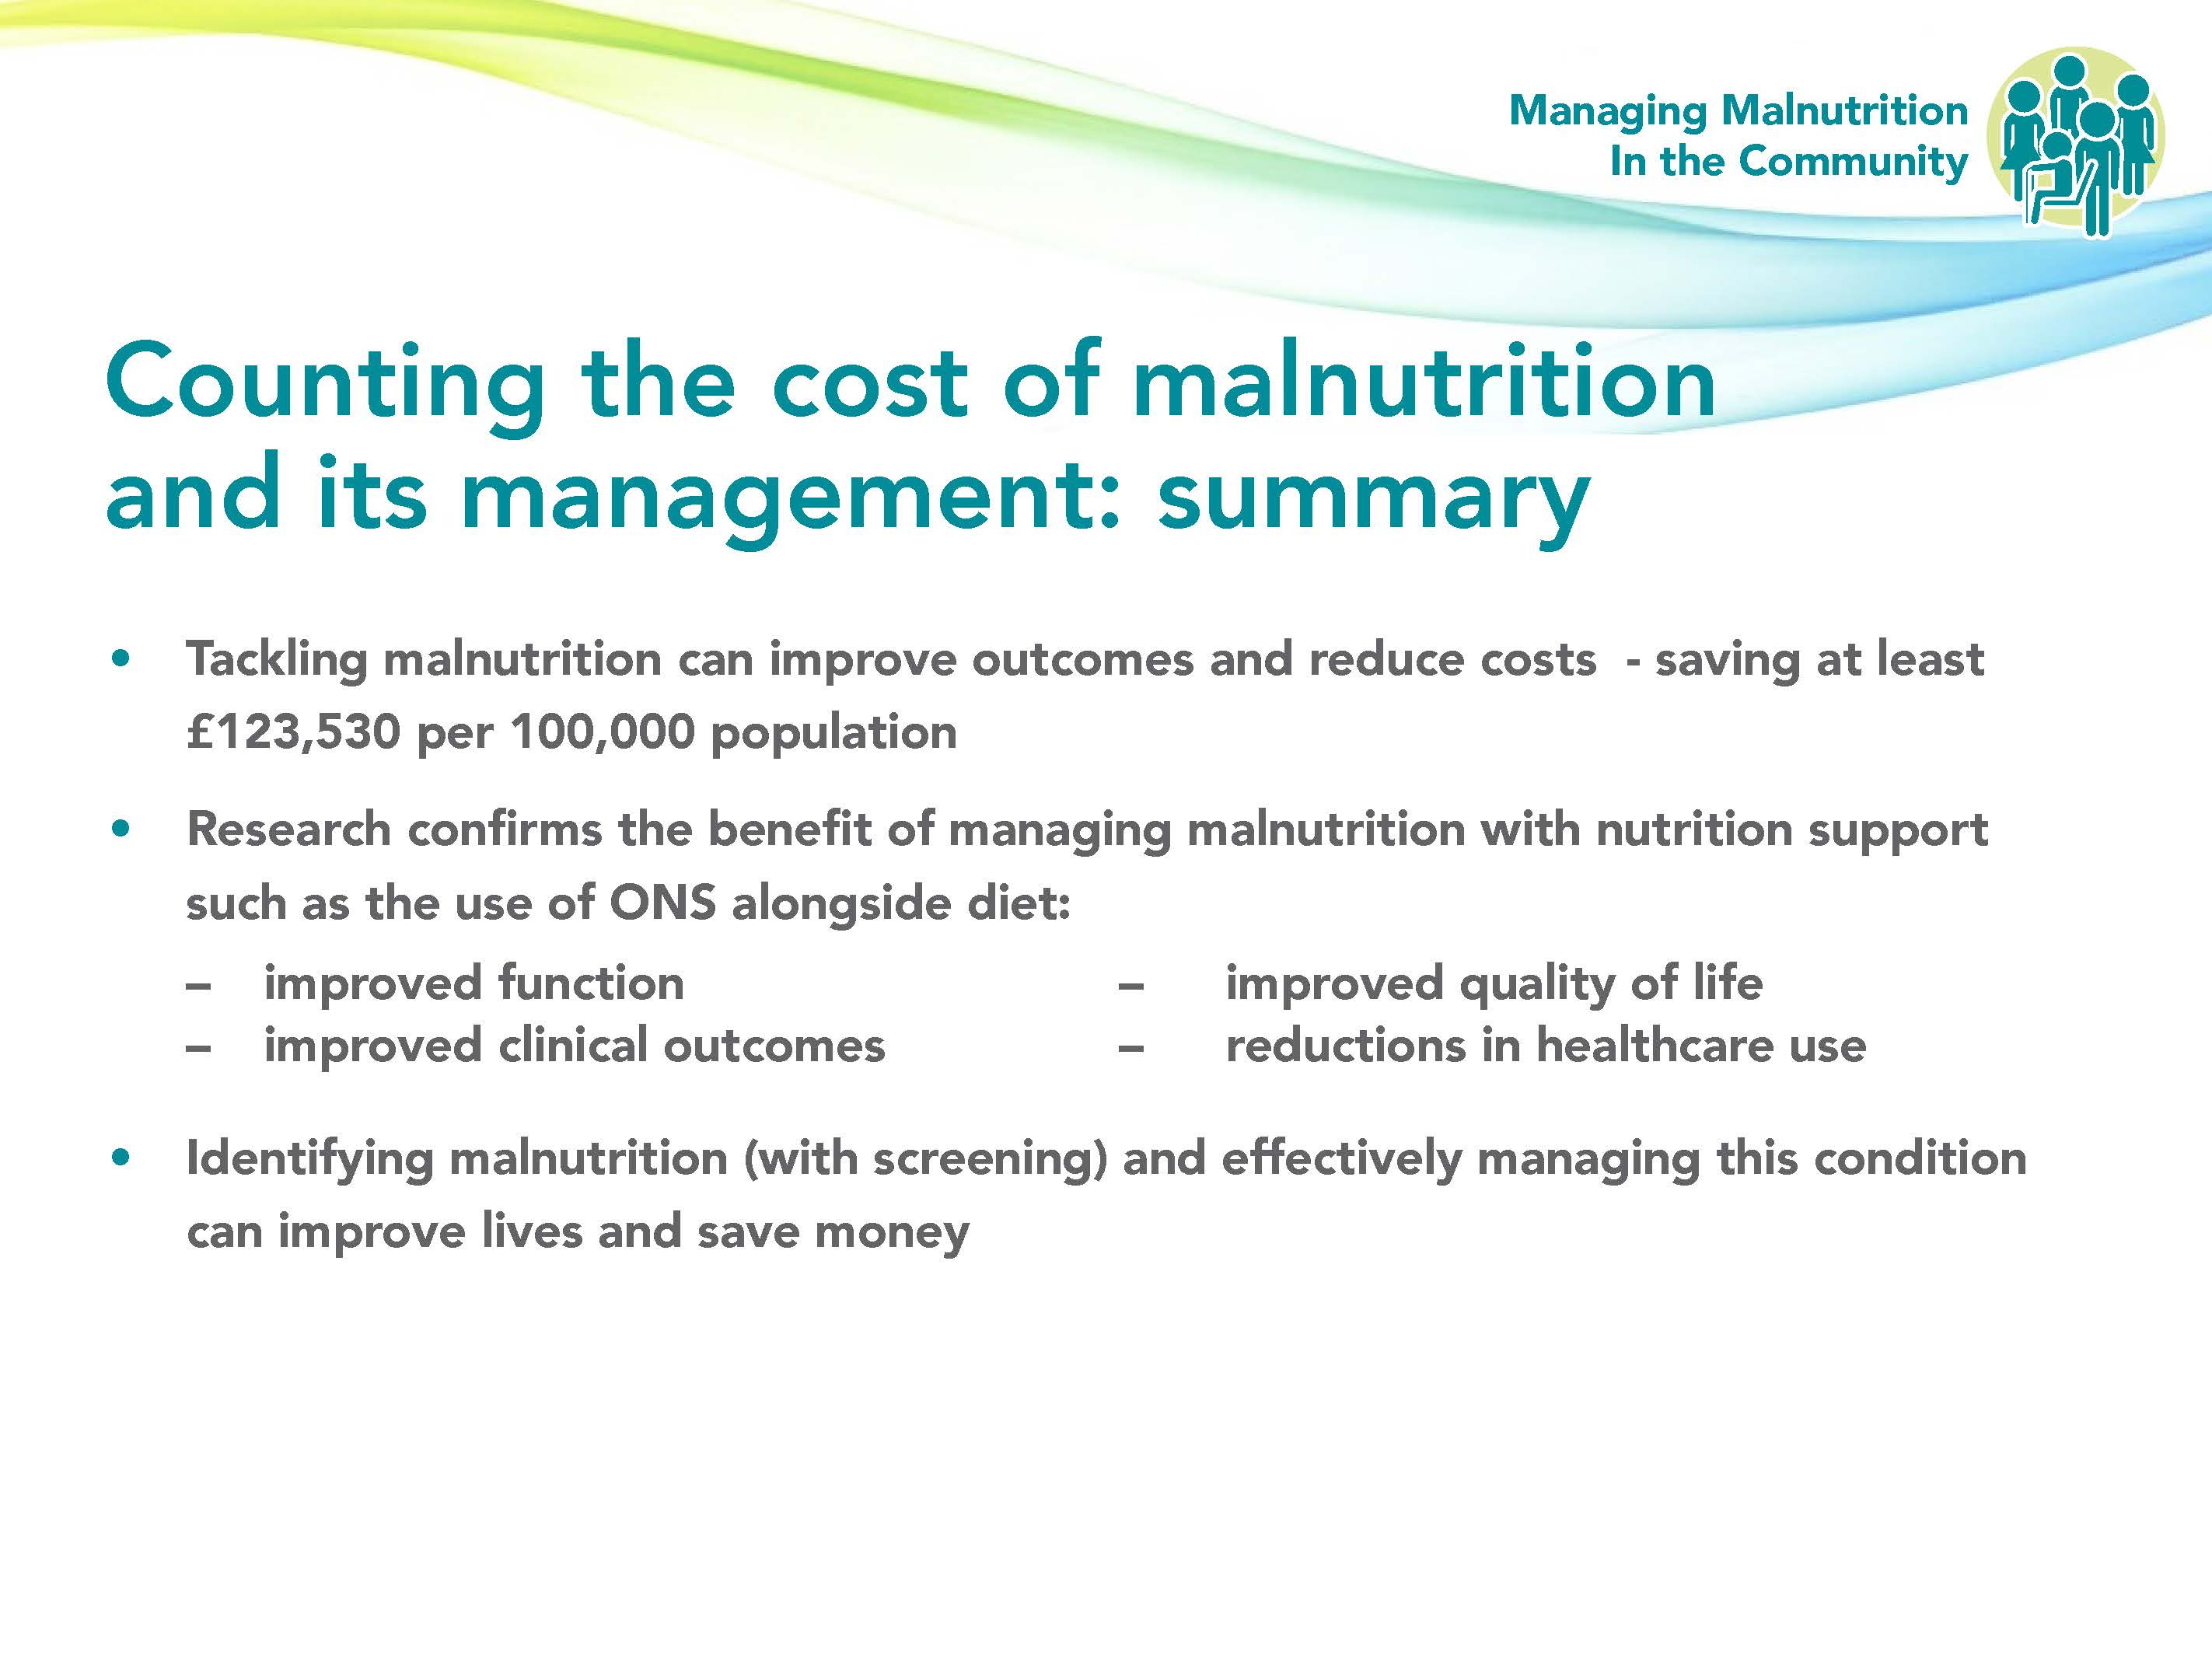 Managing Malnutrition
In the Community
Counting the cost of malnutrition
and its management: summary
• Tackling malnutrition can improve outcomes and reduce costs - saving at least
£123,530 per 100,000 population
• Research confirms the benefit of managing malnutrition with nutrition support
such as the use of ONS alongside diet:
– improved function – improved quality of life
– improved clinical outcomes – reductions in healthcare use
• Identifying malnutrition (with screening) and effectively managing this condition
can improve lives and save money